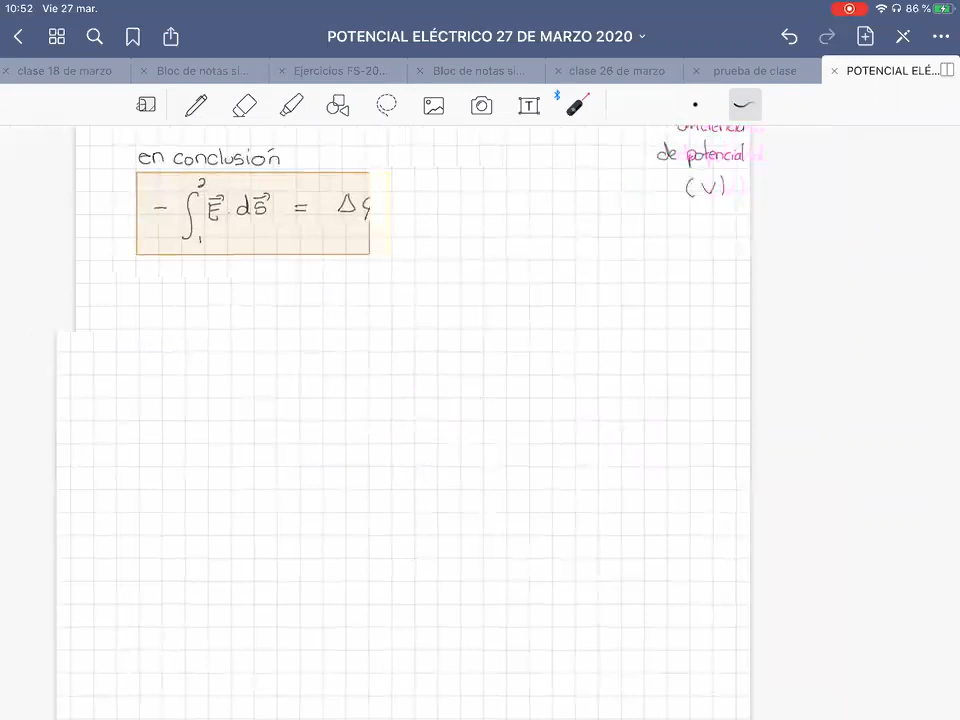 10:52 Vie 27 mar. 86 %
POTENCIAL ELÉCTRICO 27 DE MARZO 2020
clase 18 de marzo Bloc de notas si... Ejercicios FS-20... Bloc de notas si... clase 26 de marzo prueba de clase POTENCIAL ELÉ...
en conclusión
de potencial
(V)
- ∫₁² E⃗ . ds⃗ = Δ